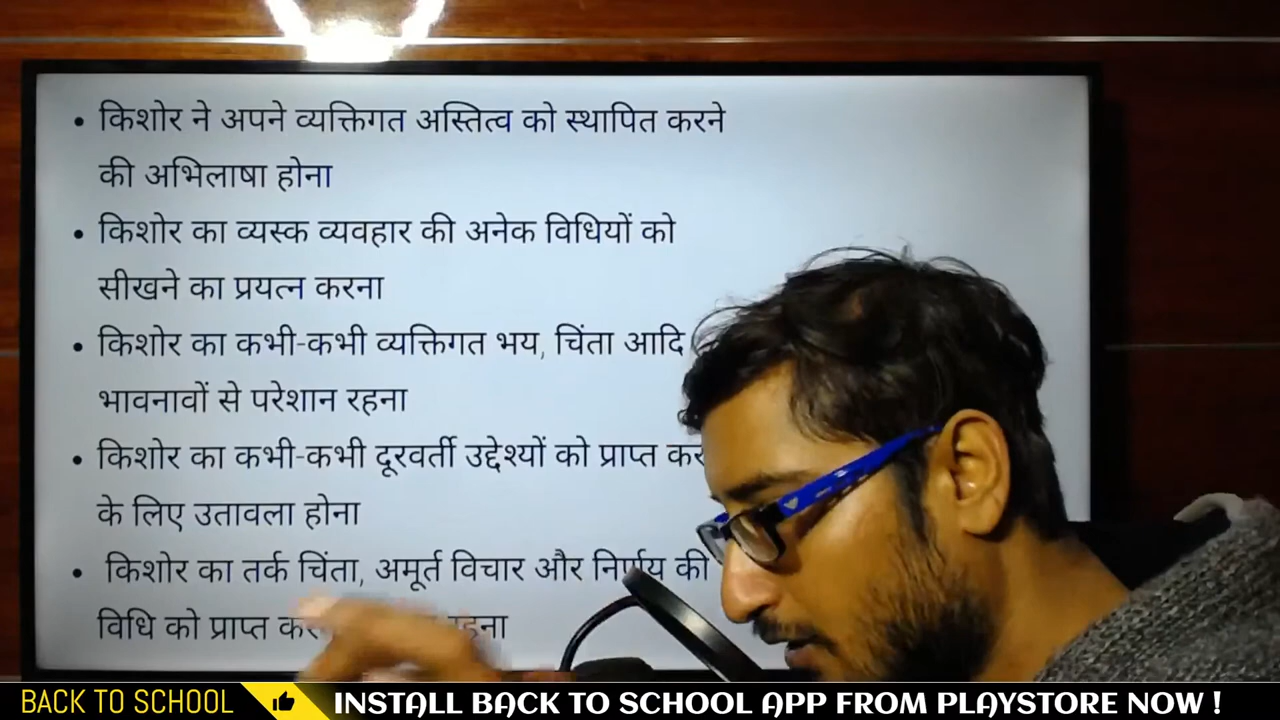 • किशोर ने अपने व्यक्तिगत अस्तित्व को स्थापित करने
की अभिलाषा होना
• किशोर का व्यस्क व्यवहार की अनेक विधियों को
सीखने का प्रयत्न करना
• किशोर का कभी-कभी व्यक्तिगत भय, चिंता आदि
भावनावों से परेशान रहना
• किशोर का कभी-कभी दूरवर्ती उद्देश्यों को प्राप्त
के लिए उतावला होना
• किशोर का तर्क चिंता, अमूर्त विचार और निर्णय की
विधि को प्राप्त
BACK TO SCHOOL INSTALL BACK TO SCHOOL APP FROM PLAYSTORE NOW !